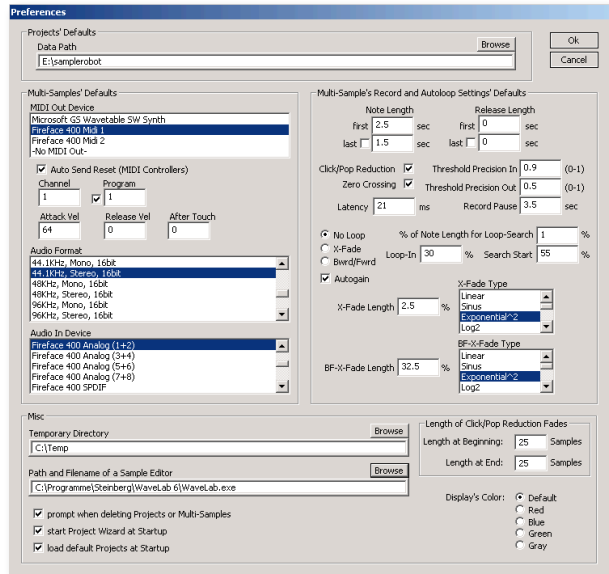 Preferences
Projects' Defaults
Data Path
Browse
E:\samplerobot
Ok
Cancel
Multi-Samples' Defaults
MIDI Out Device
Microsoft GS Wavetable SW Synth
Fireface 400 Midi 1
Fireface 400 Midi 2
-No MIDI Out-
Auto Send Reset (MIDI Controllers)
Channel Program
1 1
Attack Vel Release Vel After Touch
64 0 0
Audio Format
44.1KHz, Mono, 16bit
44.1KHz, Stereo, 16bit
48KHz, Mono, 16bit
48KHz, Stereo, 16bit
96KHz, Mono, 16bit
96KHz, Stereo, 16bit
Audio In Device
Fireface 400 Analog (1+2)
Fireface 400 Analog (3+4)
Fireface 400 Analog (5+6)
Fireface 400 Analog (7+8)
Fireface 400 SPDIF
Multi-Sample's Record and Autoloop Settings' Defaults
Note Length Release Length
first 2.5 sec first 0 sec
last 1.5 sec last 0 sec
Click/Pop Reduction Threshold Precision In 0.9 (0-1)
Zero Crossing Threshold Precision Out 0.5 (0-1)
Latency 21 ms Record Pause 3.5 sec
No Loop % of Note Length for Loop-Search 1 %
X-Fade
Bwrd/Fwrd Loop-In 30 % Search Start 55 %
Autogain
X-Fade Type
X-Fade Length 2.5 %
Linear
Sinus
Exponential^2
Log2
BF-X-Fade Type
BF-X-Fade Length 32.5 %
Linear
Sinus
Exponential^2
Log2
Misc
Temporary Directory Browse
C:\Temp
Path and Filename of a Sample Editor Browse
C:\Programme\Steinberg\WaveLab 6\WaveLab.exe
prompt when deleting Projects or Multi-Samples
start Project Wizard at Startup
load default Projects at Startup
Length of Click/Pop Reduction Fades
Length at Beginning: 25 Samples
Length at End: 25 Samples
Display's Color: Default
Red
Blue
Green
Gray